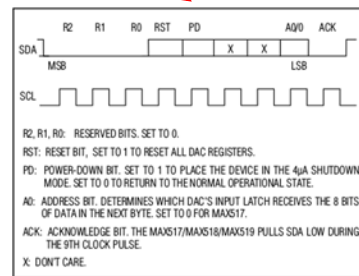 R2 R1 R0 RST PD A0/0 ACK
SDA X X
MSB LSB
SCL
R2, R1, R0: RESERVED BITS. SET TO 0.
RST: RESET BIT, SET TO 1 TO RESET ALL DAC REGISTERS.
PD: POWER-DOWN BIT. SET TO 1 TO PLACE THE DEVICE IN THE 4µA SHUTDOWN
MODE. SET TO 0 TO RETURN TO THE NORMAL OPERATIONAL STATE.
A0: ADDRESS BIT. DETERMINES WHICH DAC'S INPUT LATCH RECEIVES THE 8 BITS
OF DATA IN THE NEXT BYTE. SET TO 0 FOR MAX517.
ACK: ACKNOWLEDGE BIT. THE MAX517/MAX518/MAX519 PULLS SDA LOW DURING
THE 9TH CLOCK PULSE.
X: DON'T CARE.